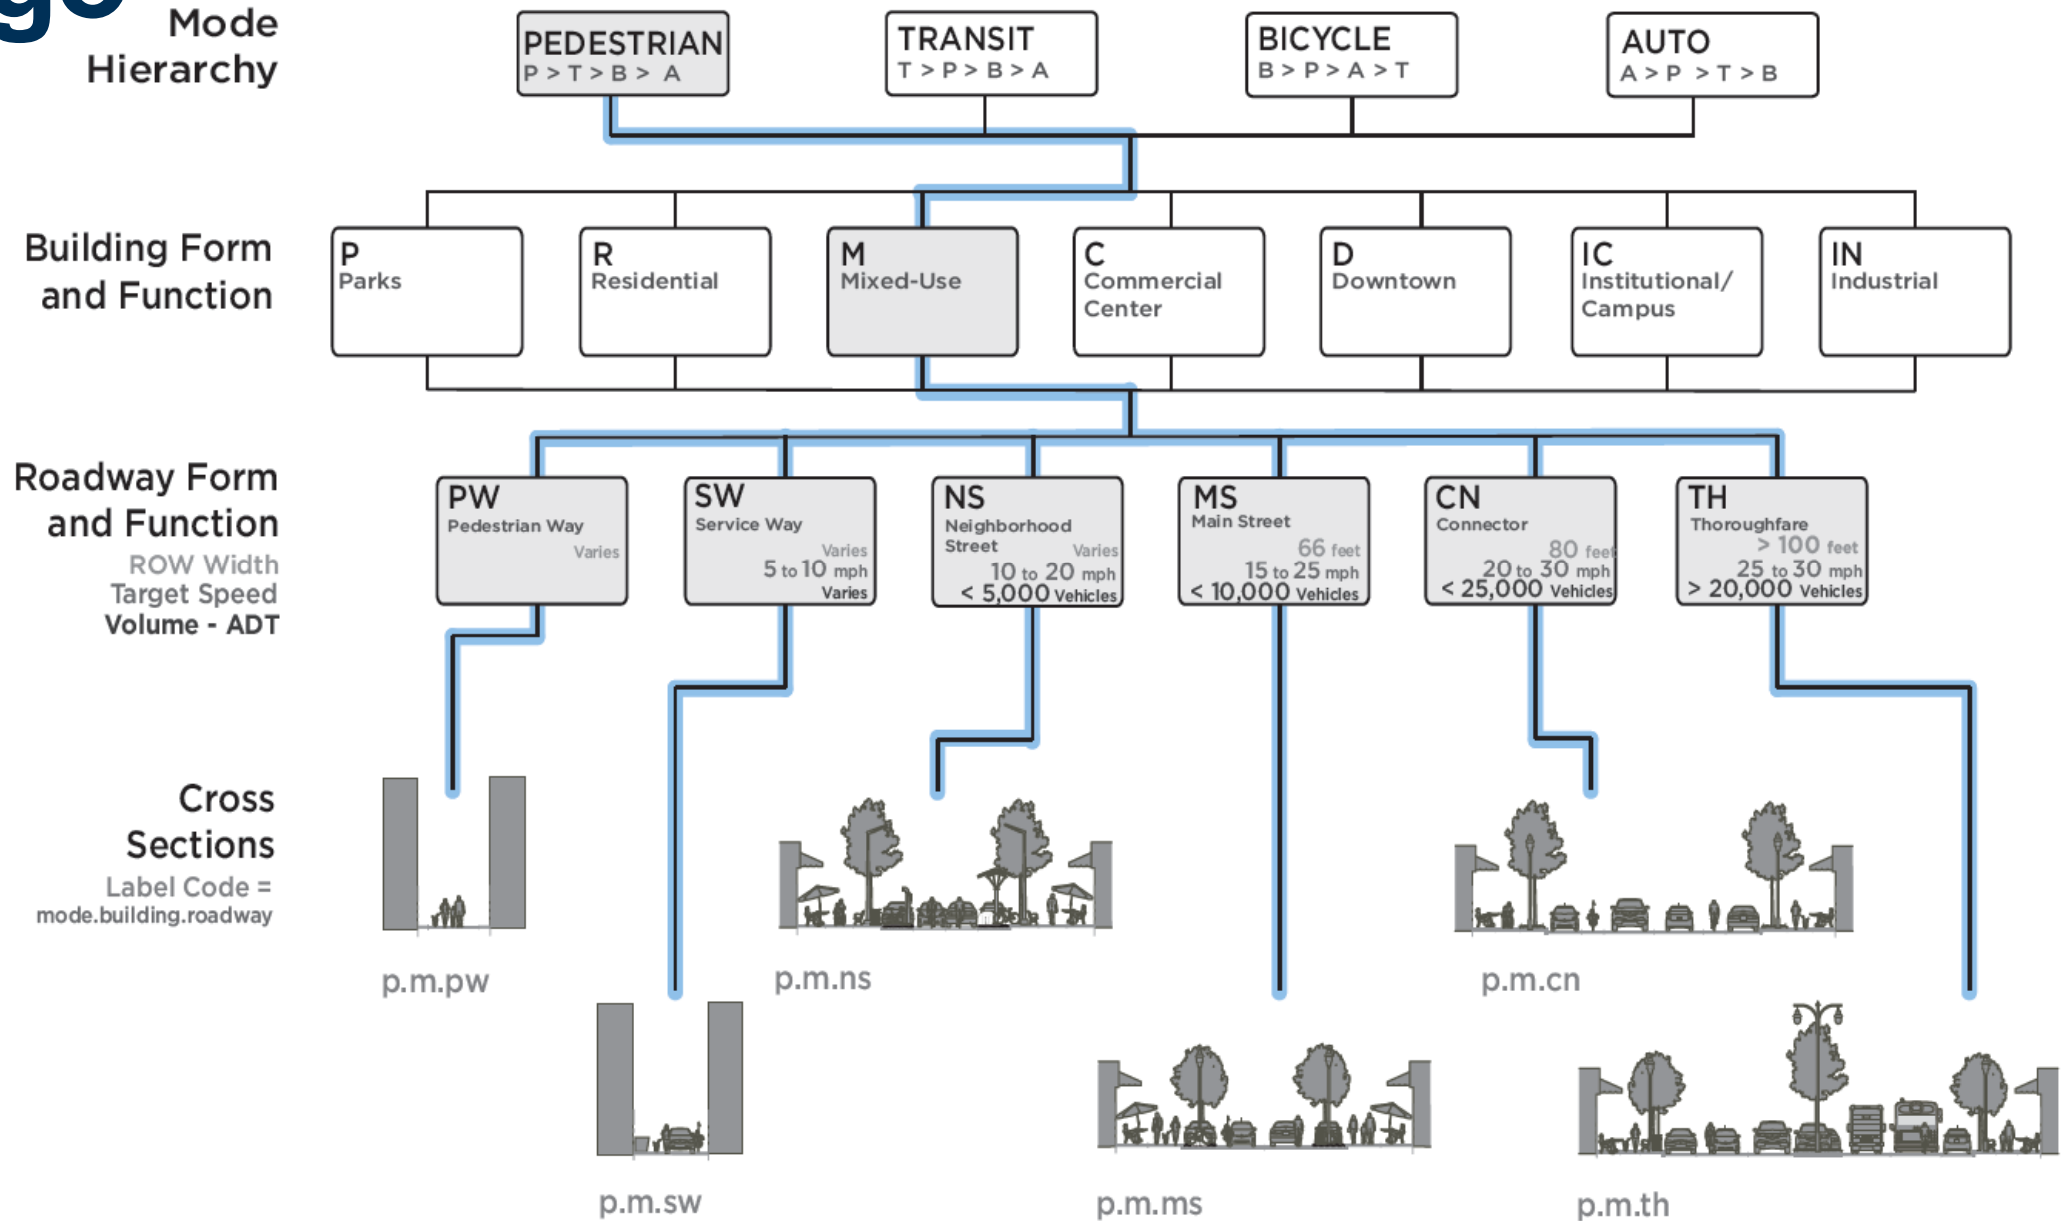 go
Mode
Hierarchy
PEDESTRIAN
P > T > B > A
TRANSIT
T > P > B > A
BICYCLE
B > P > A > T
AUTO
A > P > T > B
Building Form
and Function
P
Parks
R
Residential
M
Mixed-Use
C
Commercial
Center
D
Downtown
IC
Institutional/
Campus
IN
Industrial
Roadway Form
and Function
ROW Width
Target Speed
Volume - ADT
PW
Pedestrian Way
Varies
SW
Service Way
Varies
5 to 10 mph
Varies
NS
Neighborhood
Street Varies
10 to 20 mph
< 5,000 Vehicles
MS
Main Street
66 feet
15 to 25 mph
< 10,000 Vehicles
CN
Connector
80 feet
20 to 30 mph
< 25,000 Vehicles
TH
Thoroughfare
> 100 feet
25 to 30 mph
> 20,000 Vehicles
Cross
Sections
Label Code =
mode.building.roadway
p.m.pw
p.m.ns
p.m.cn
p.m.sw
p.m.ms
p.m.th